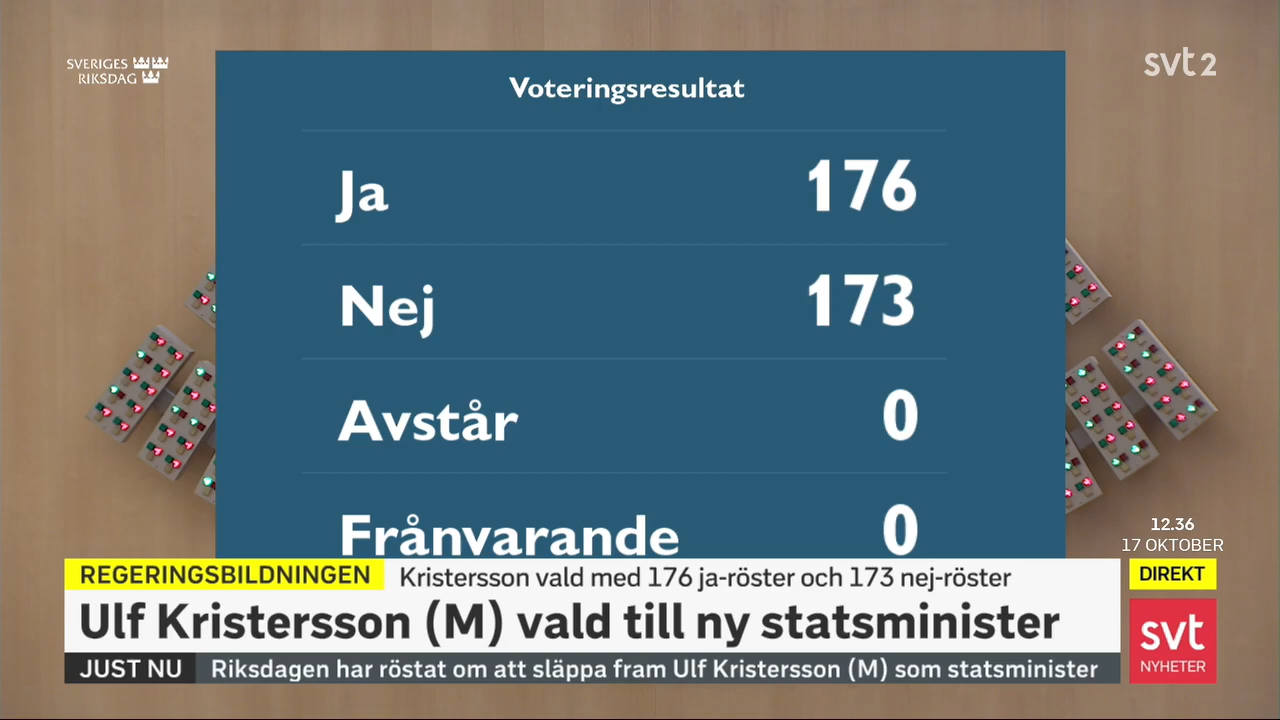 SVERIGES
RIKSDAG
svt 2
Voteringsresultat
Ja 176
Nej 173
Avstår 0
Frånvarande 0
12.36
17 OKTOBER
REGERINGSBILDNINGEN Kristersson vald med 176 ja-röster och 173 nej-röster
DIREKT
Ulf Kristersson (M) vald till ny statsminister
svt
NYHETER
JUST NU Riksdagen har röstat om att släppa fram Ulf Kristersson (M) som statsminister